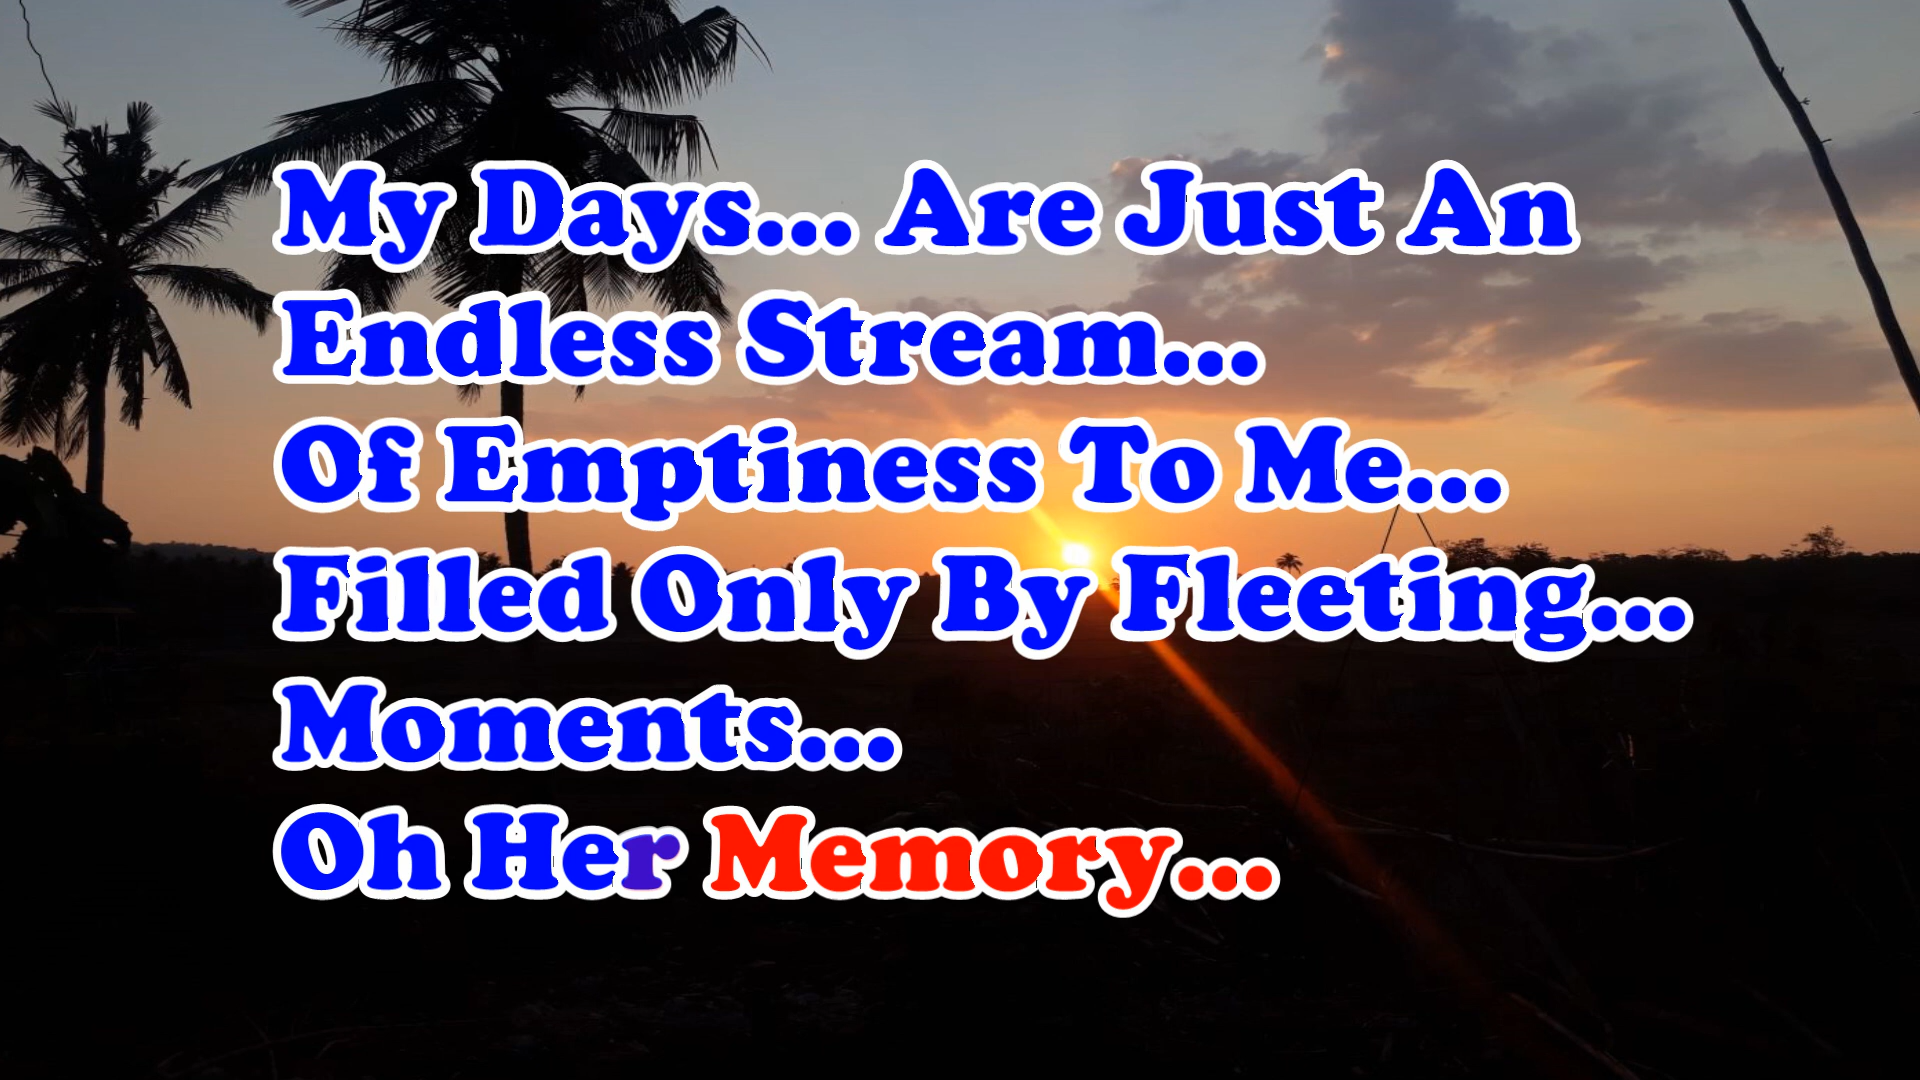 My Days... Are Just An
Endless Stream...
Of Emptiness To Me...
Filled Only By Fleeting...
Moments...
Oh Her Memory...